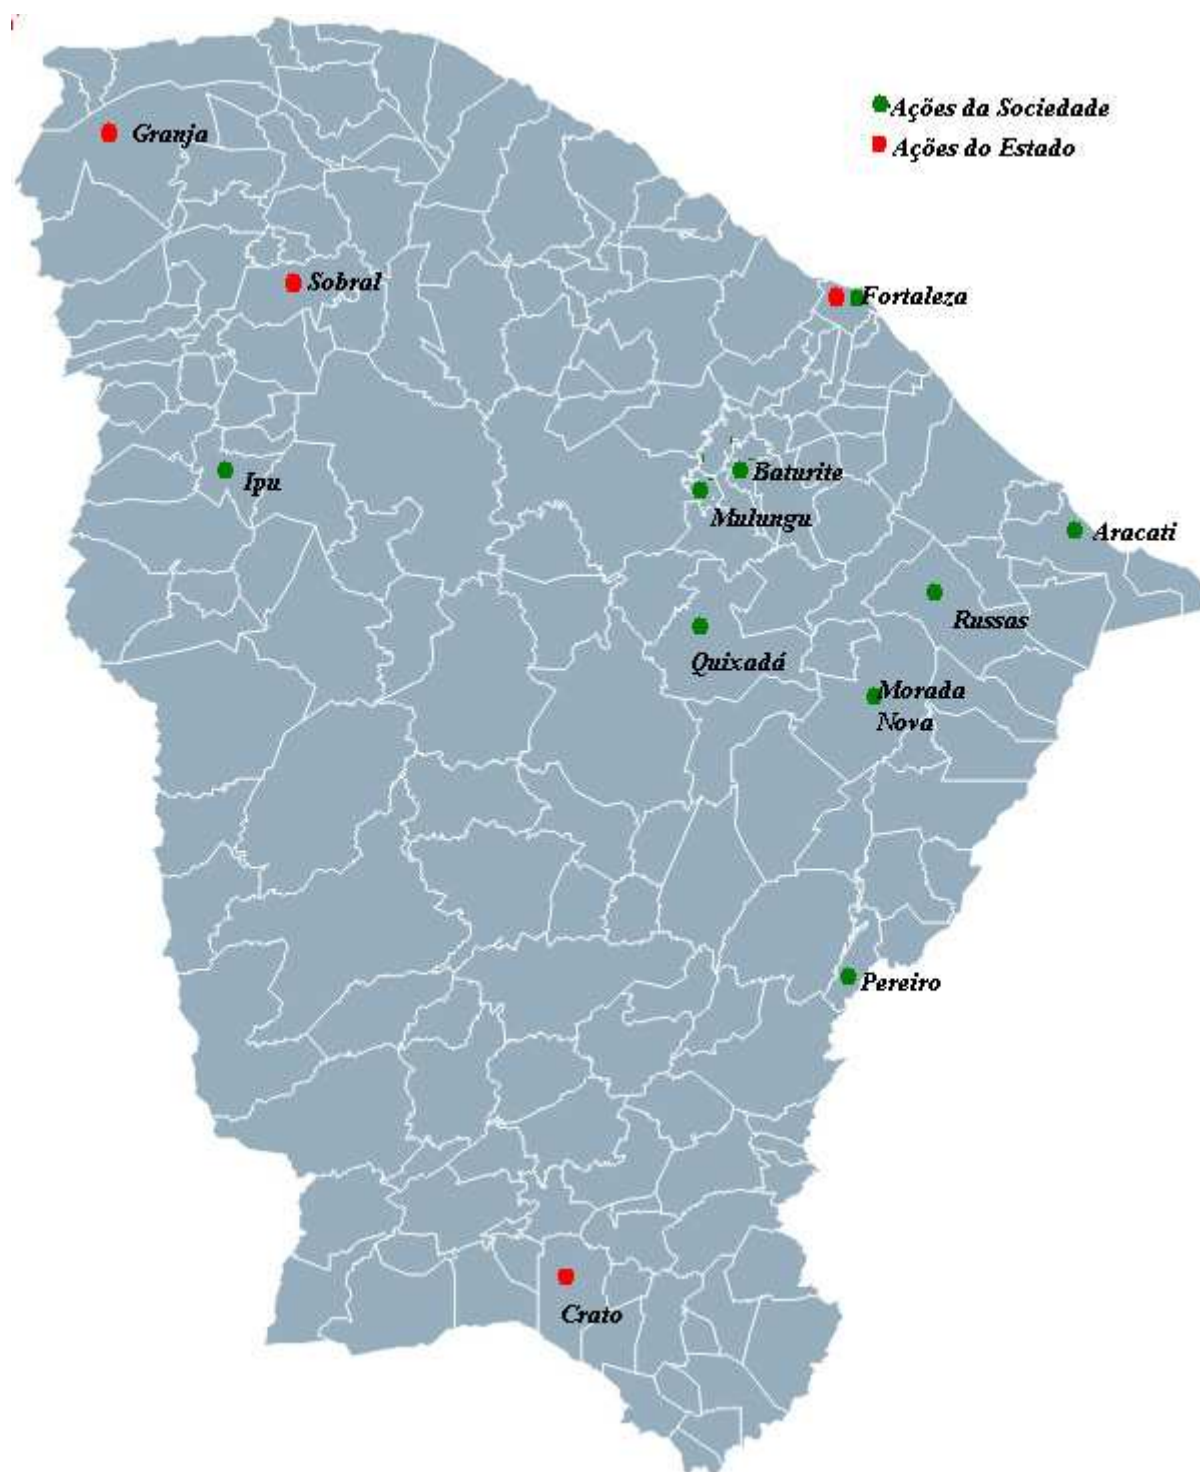 Ações da Sociedade
Granja
Ações do Estado
Sobral
Fortaleza
Baturite
Ipu
Mulungu
Aracati
Russas
Quixadá
Morada
Nova
Pereiro
Crato